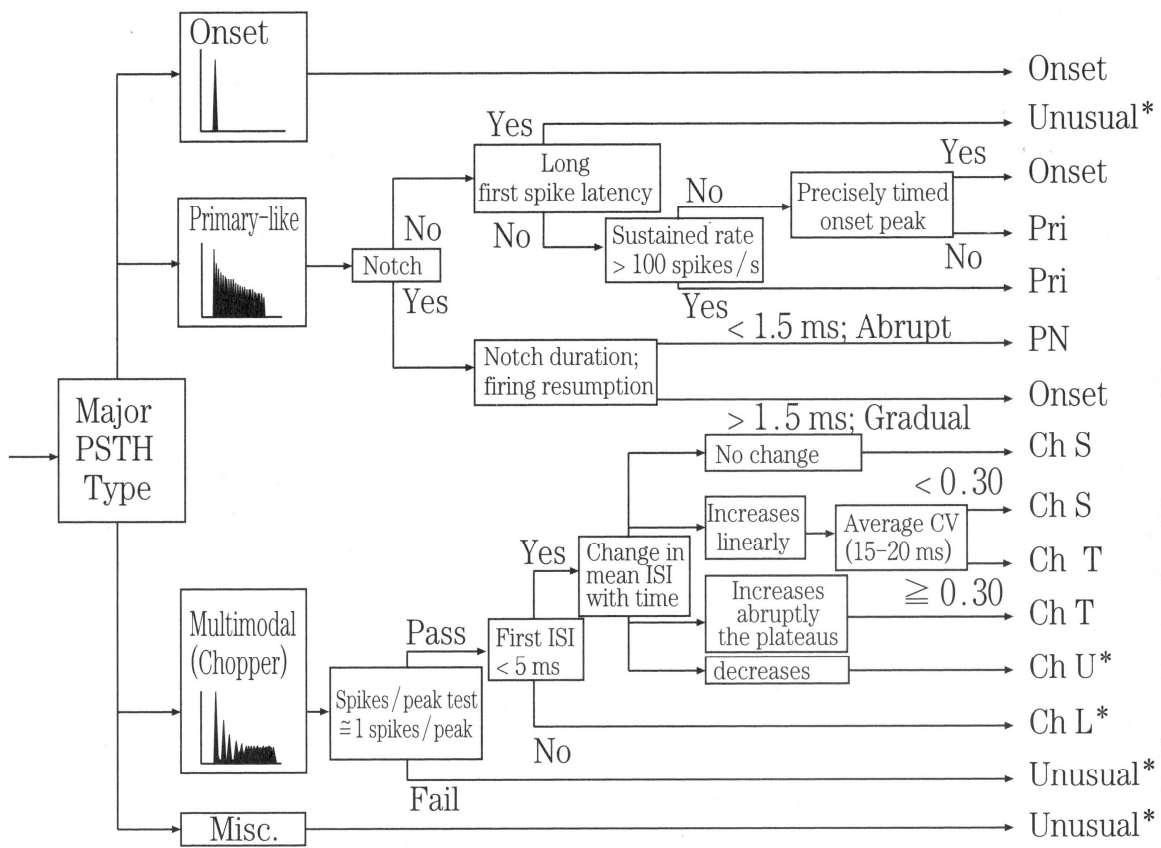 Onset
Onset
Yes
Unusual*
Long
first spike latency
Yes
Onset
No
Precisely timed
onset peak
Primary-like
No
No
Sustained rate
> 100 spikes/s
Pri
No
Notch
Yes
Pri
Yes
< 1.5 ms; Abrupt
PN
Notch duration;
firing resumption
Onset
> 1.5 ms; Gradual
Major
PSTH
Type
No change
Ch S
< 0.30
Increases
linearly
Average CV
(15-20 ms)
Ch S
Yes
Change in
mean ISI
with time
Ch T
≧ 0.30
Increases
abruptly
the plateaus
Ch T
Multimodal
(Chopper)
Pass
First ISI
< 5 ms
decreases
Ch U*
Spikes/peak test
≅ 1 spikes/peak
Ch L*
No
Unusual*
Fail
Misc.
Unusual*